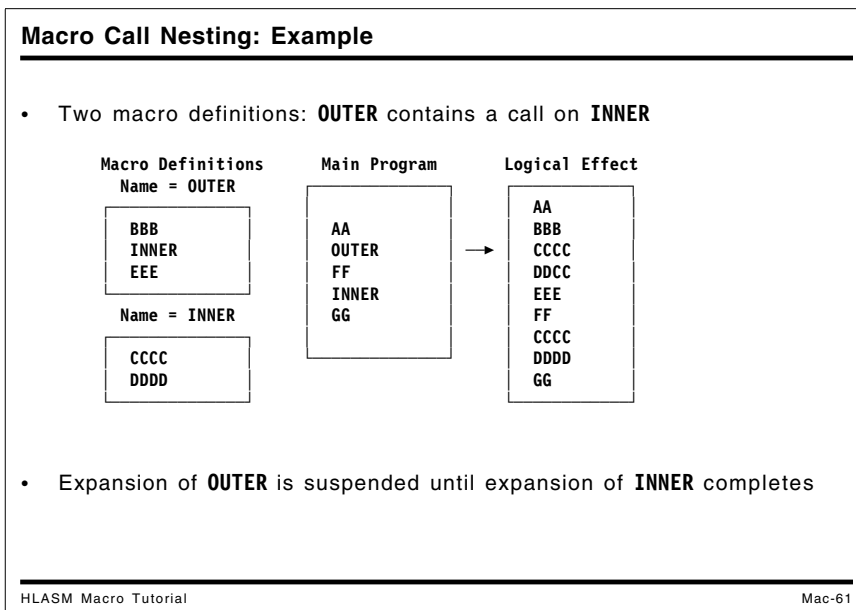 Macro Call Nesting: Example
• Two macro definitions: OUTER contains a call on INNER
Macro Definitions
Name = OUTER
BBB
INNER
EEE
Name = INNER
CCCC
DDDD
Main Program
AA
OUTER
FF
INNER
GG
Logical Effect
AA
BBB
CCCC
DDCC
EEE
FF
CCCC
DDDD
GG
• Expansion of OUTER is suspended until expansion of INNER completes
HLASM Macro Tutorial
Mac-61